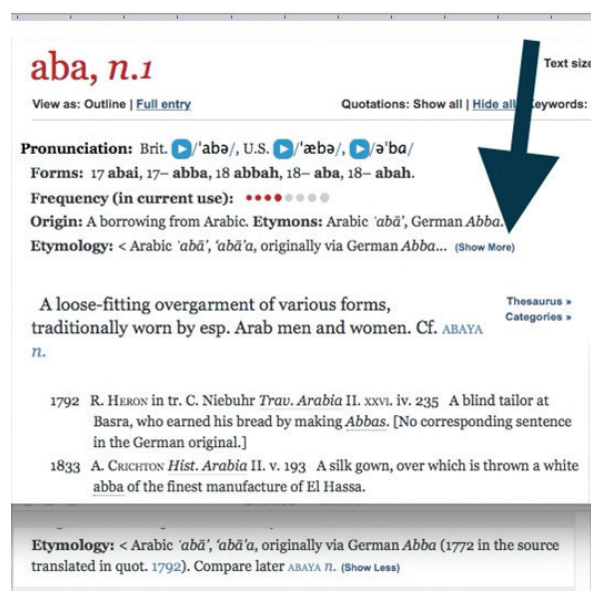 aba, n.1
Text size
View as: Outline | Full entry
Quotations: Show all | Hide all
Keywords:
Pronunciation: Brit. /ˈabə/, U.S. /ˈæbə/, /əˈbɑ/
Forms: 17 abai, 17– abba, 18 abbah, 18– aba, 18– abah.
Frequency (in current use):
Origin: A borrowing from Arabic. Etymons: Arabic ʿabāʾ, German Abba.
Etymology: < Arabic ʿabāʾ, ʿabāʾa, originally via German Abba... (Show More)
A loose-fitting overgarment of various forms,
traditionally worn by esp. Arab men and women. Cf. ABAYA
n.
Thesaurus »
Categories »
1792 R. HERON in tr. C. Niebuhr Trav. Arabia II. XXVI. iv. 235 A blind tailor at
Basra, who earned his bread by making Abbas. [No corresponding sentence
in the German original.]
1833 A. CRICHTON Hist. Arabia II. v. 193 A silk gown, over which is thrown a white
abba of the finest manufacture of El Hassa.
Etymology: < Arabic ʿabāʾ, ʿabāʾa, originally via German Abba (1772 in the source
translated in quot. 1792). Compare later ABAYA n. (Show Less)